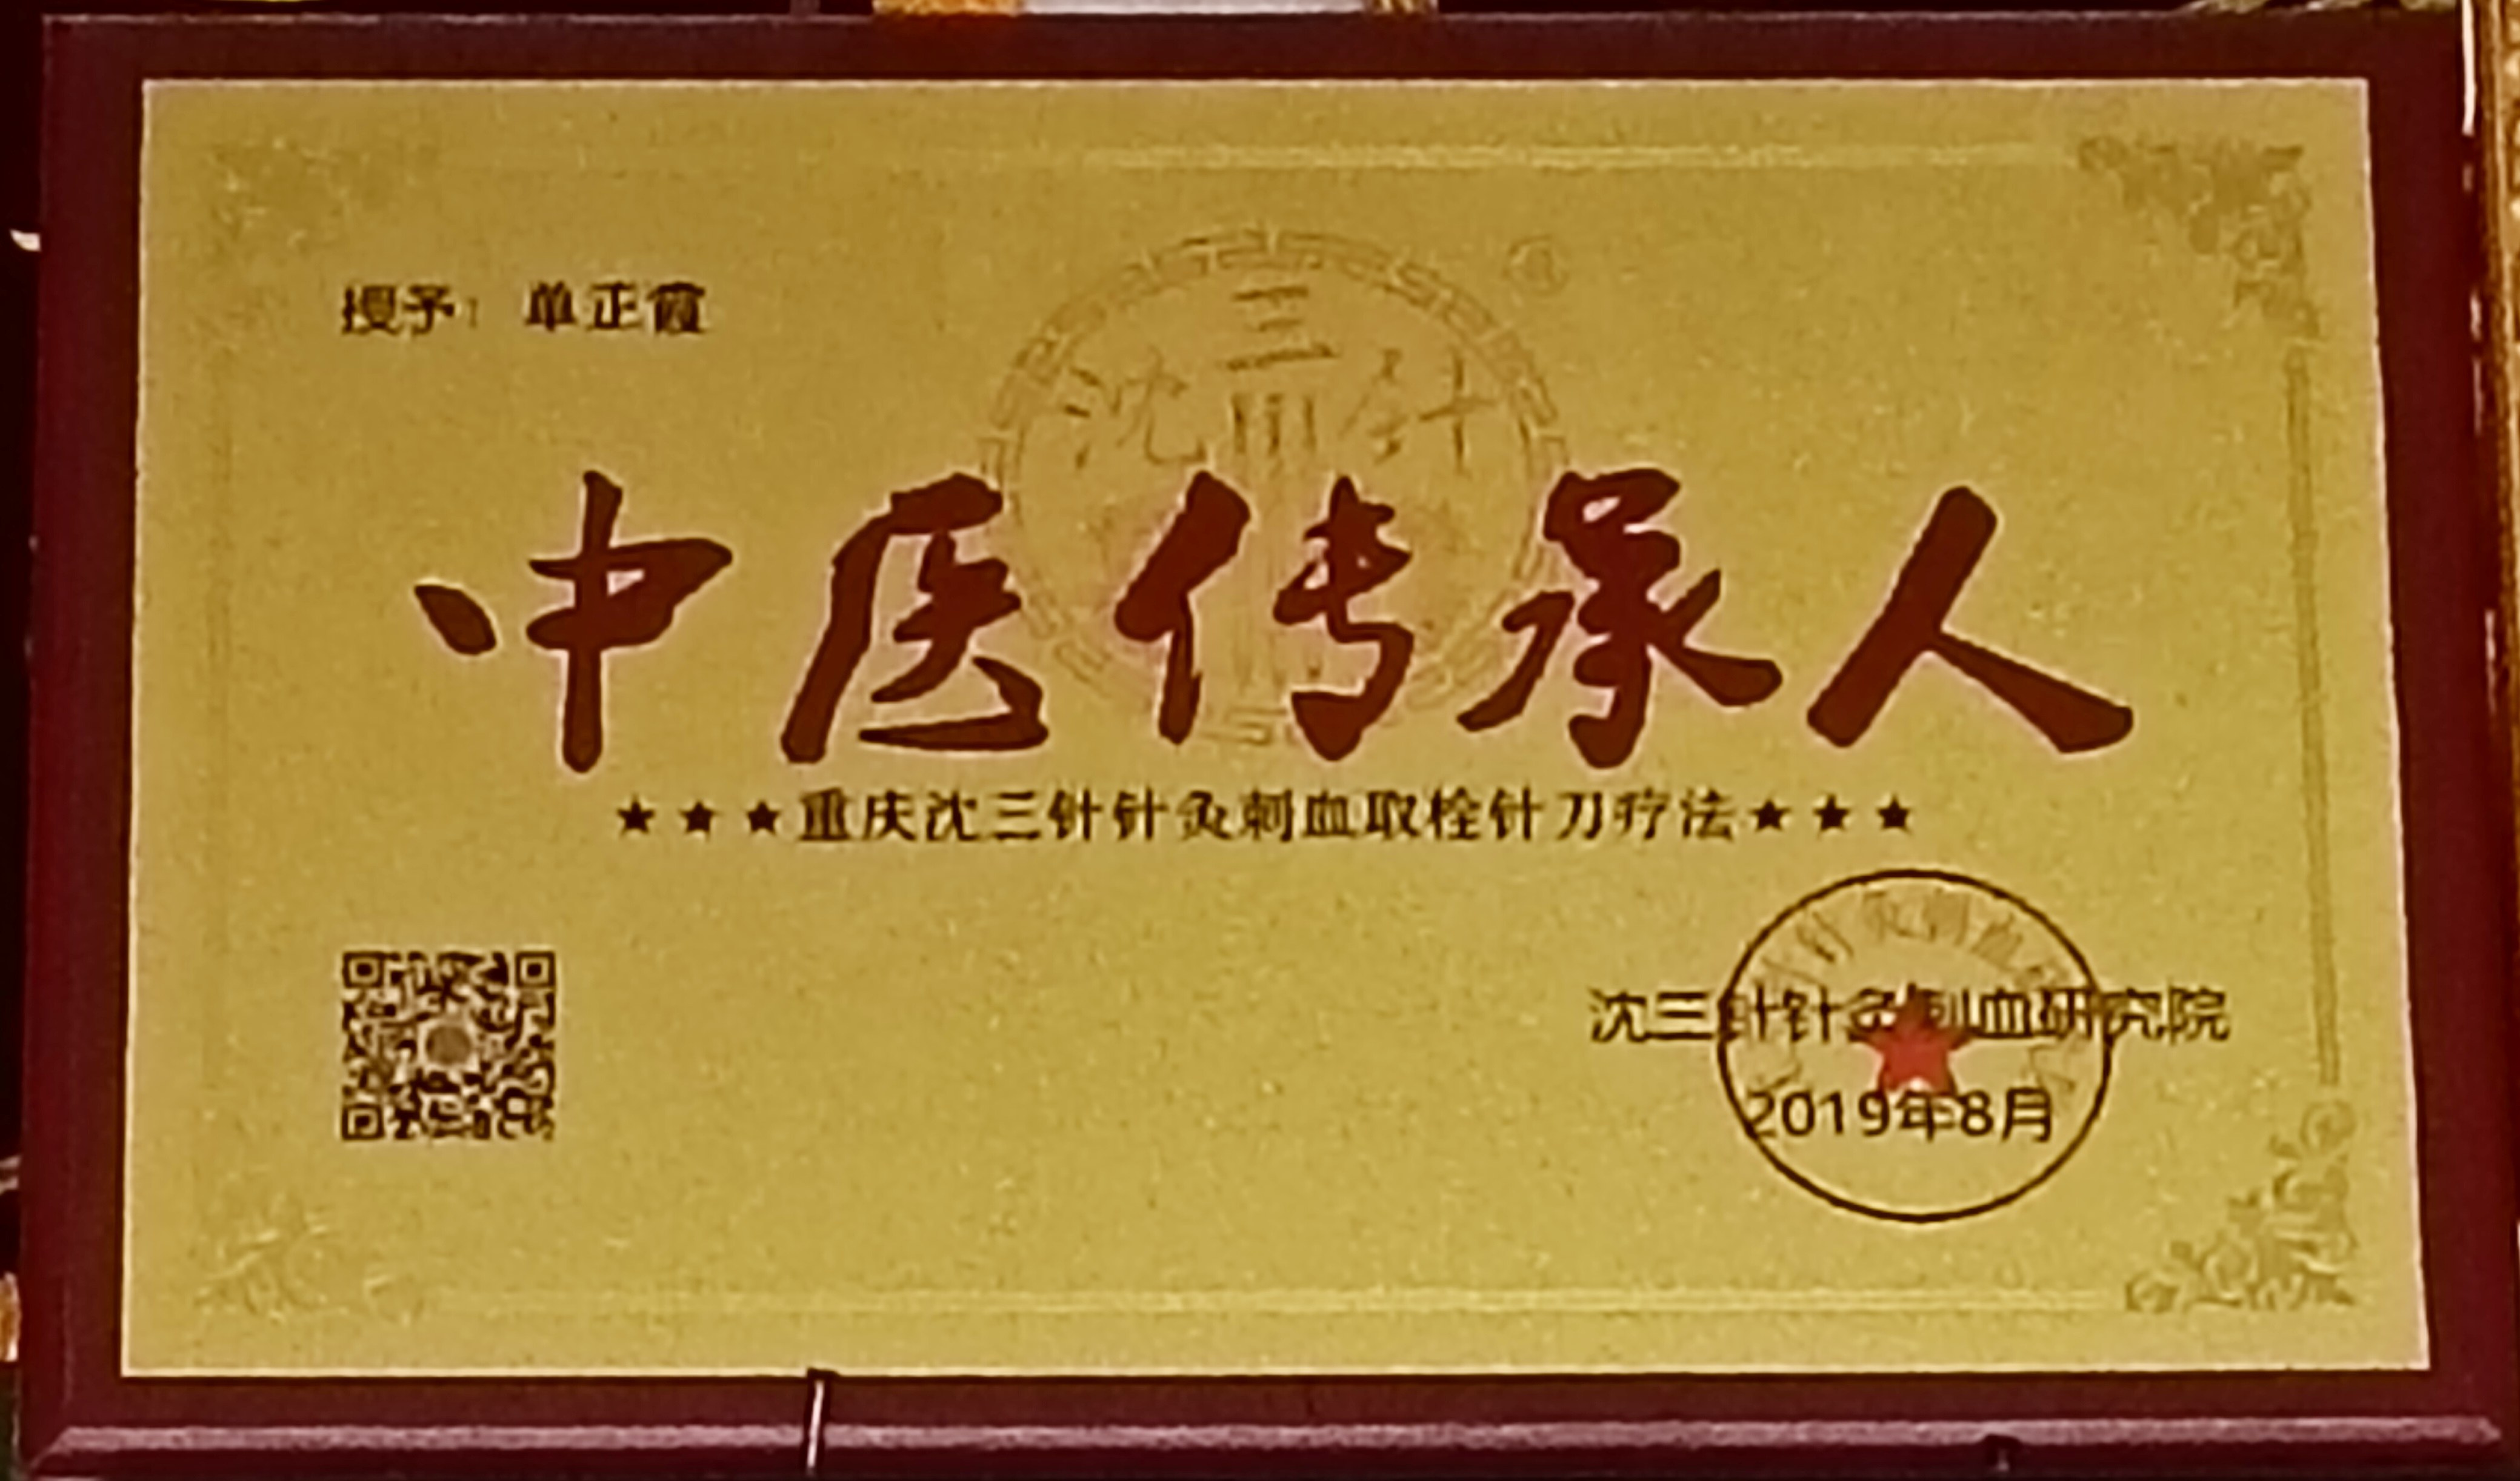 授予：单正霞
三
沈 针
中医传承人
★★★重庆沈三针针灸刺血取栓针刀疗法★★★
沈三针针灸刺血研究院
2019年8月